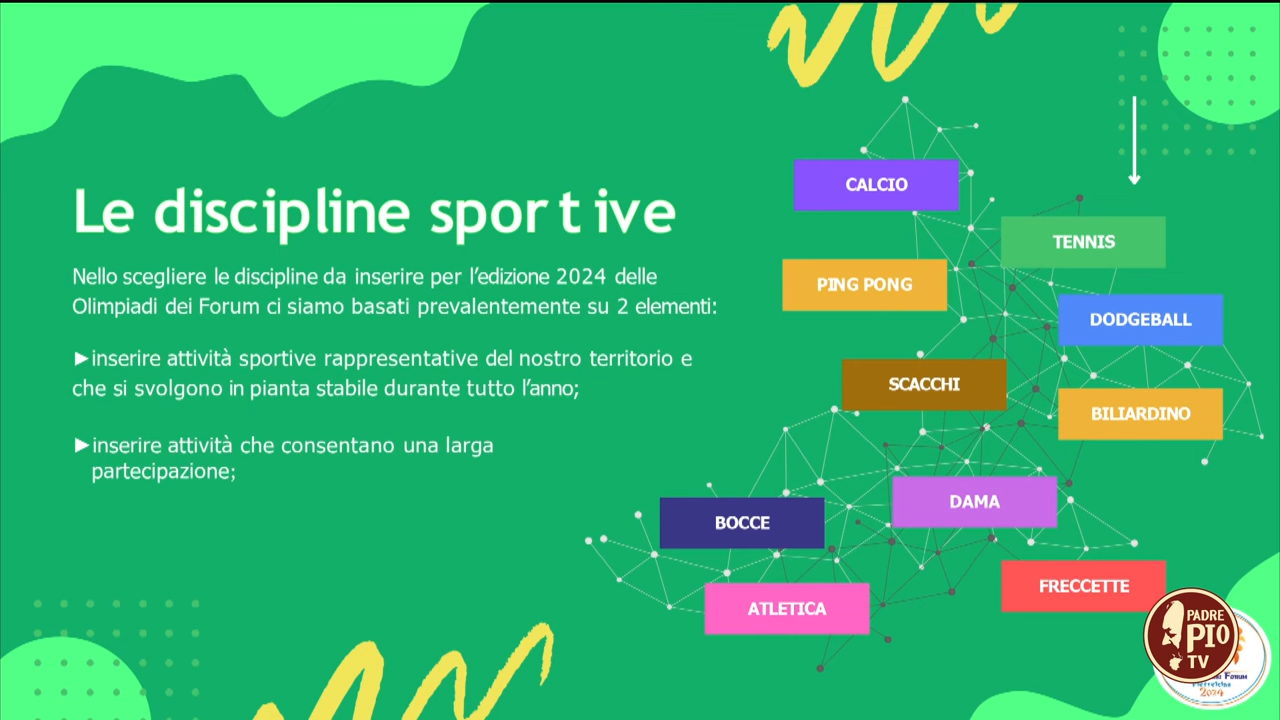 Le discipline sportive
Nello scegliere le discipline da inserire per l'edizione 2024 delle
Olimpiadi dei Forum ci siamo basati prevalentemente su 2 elementi:
►inserire attività sportive rappresentative del nostro territorio e
che si svolgono in pianta stabile durante tutto l'anno;
►inserire attività che consentano una larga
partecipazione;
CALCIO
TENNIS
PING PONG
DODGEBALL
SCACCHI
BILIARDINO
DAMA
BOCCE
FRECCETTE
ATLETICA
PADRE
PIO
TV
Forum
2024